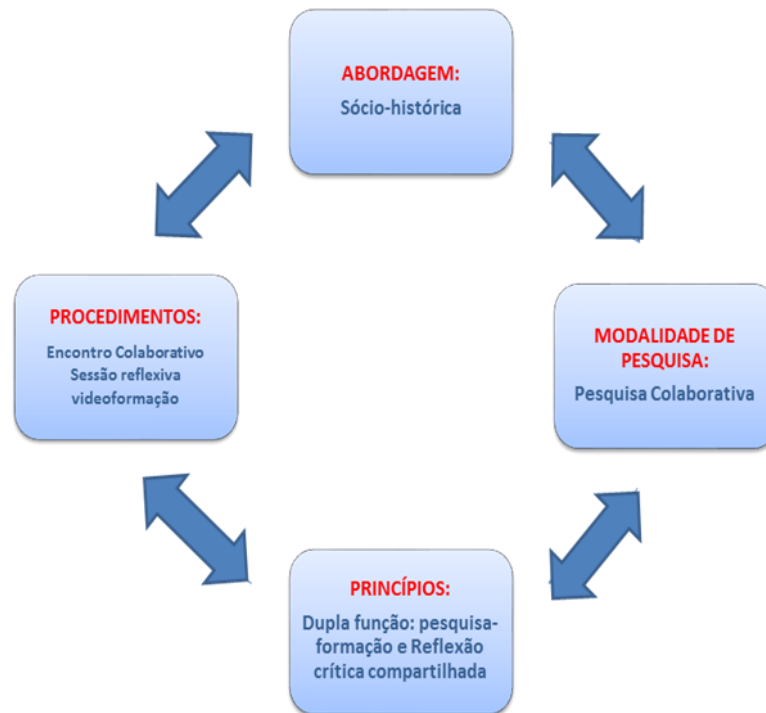 ABORDAGEM:
Sócio-histórica
PROCEDIMENTOS:
Encontro Colaborativo
Sessão reflexiva
videoformação
MODALIDADE DE
PESQUISA:
Pesquisa Colaborativa
PRINCÍPIOS:
Dupla função: pesquisa-
formação e Reflexão
crítica compartilhada